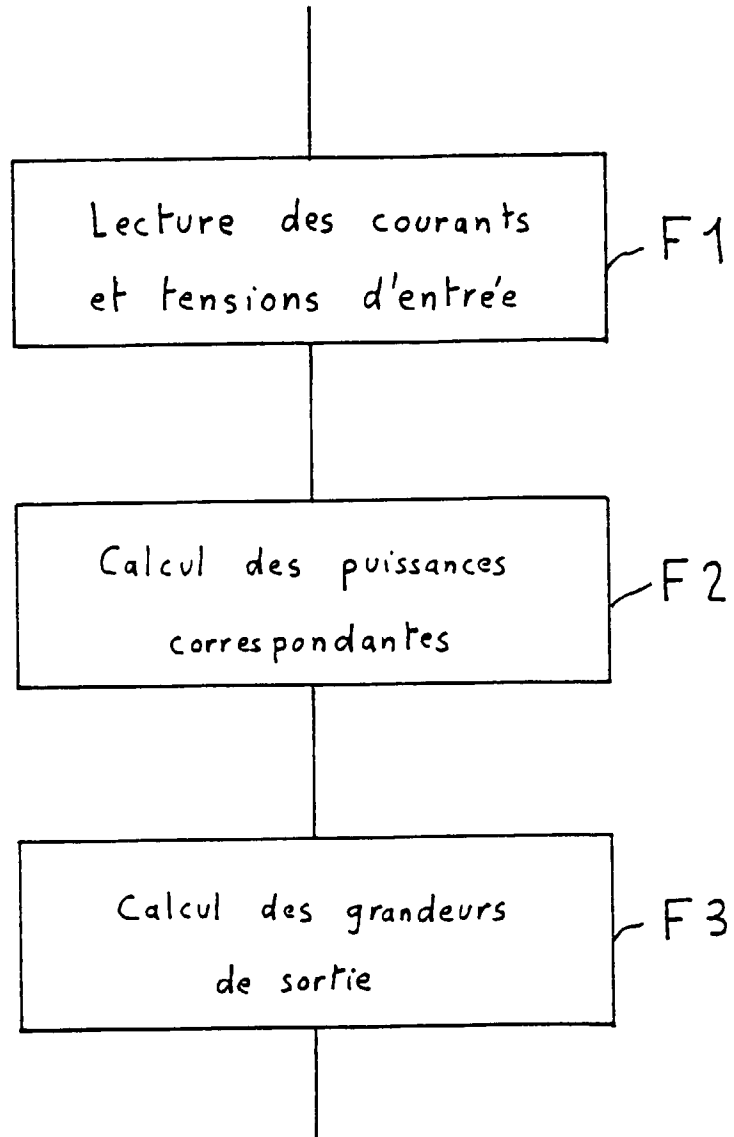 Lecture des courants
et tensions d'entrée
F1
Calcul des puissances
correspondantes
F2
Calcul des grandeurs
de sortie
F3